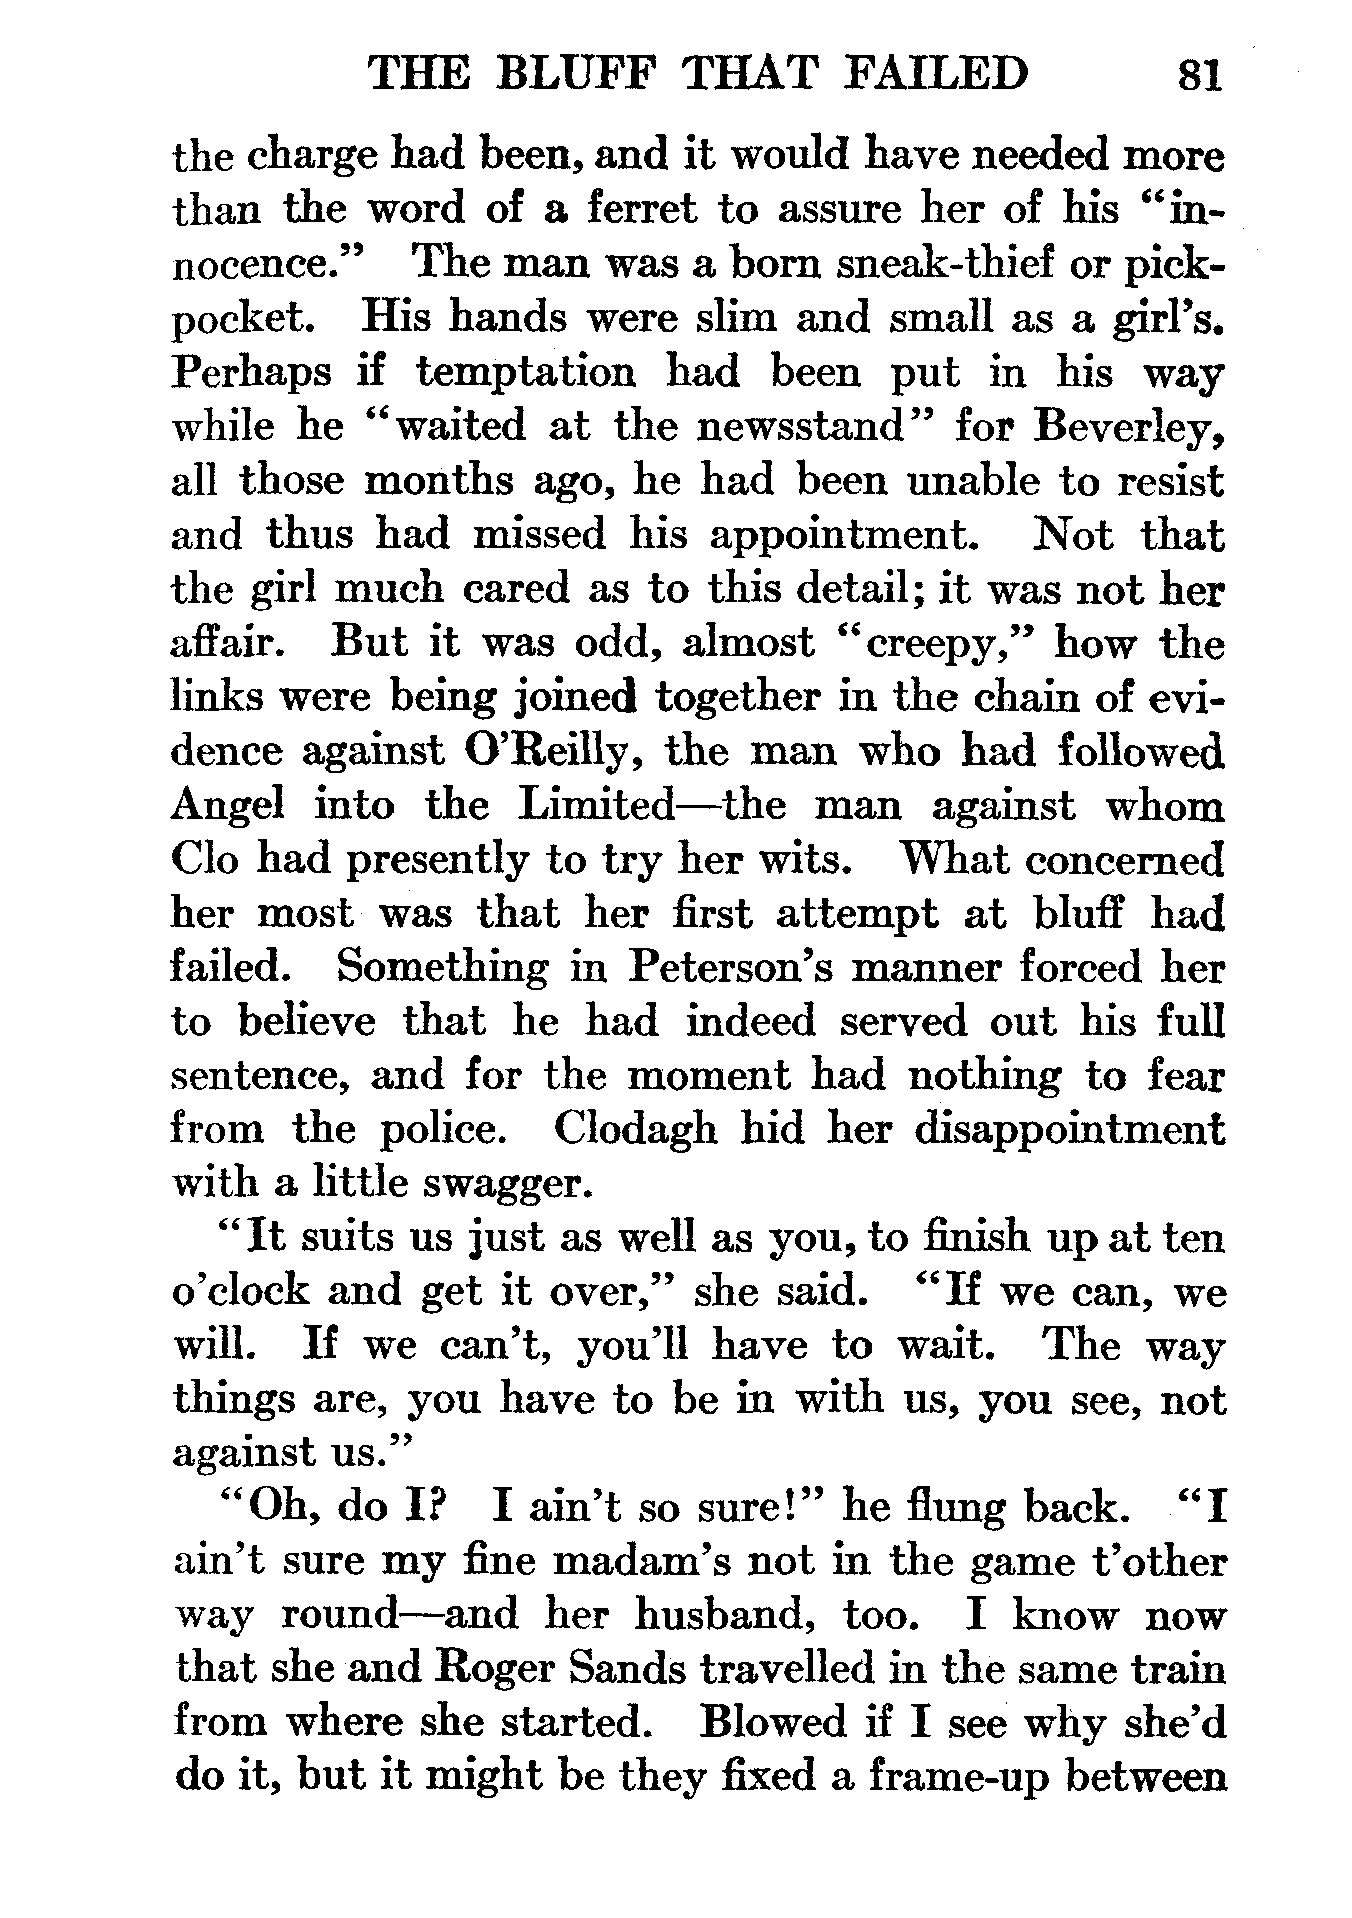 THE BLUFF THAT FAILED 81
the charge had been, and it would have needed more
than the word of a ferret to assure her of his “in-
nocence.” The man was a born sneak-thief or pick-
pocket. His hands were slim and small as a girl’s.
Perhaps if temptation had been put in his way
while he “waited at the newsstand” for Beverley,
all those months ago, he had been unable to resist
and thus had missed his appointment. Not that
the girl much cared as to this detail; it was not her
affair. But it was odd, almost “creepy,” how the
links were being joined together in the chain of evi-
dence against O’Reilly, the man who had followed
Angel into the Limited—the man against whom
Clo had presently to try her wits. What concerned
her most was that her first attempt at bluff had
failed. Something in Peterson’s manner forced her
to believe that he had indeed served out his full
sentence, and for the moment had nothing to fear
from the police. Clodagh hid her disappointment
with a little swagger.
“It suits us just as well as you, to finish up at ten
o’clock and get it over,” she said. “If we can, we
will. If we can’t, you’ll have to wait. The way
things are, you have to be in with us, you see, not
against us.”
“Oh, do I? I ain’t so sure!” he flung back. “I
ain’t sure my fine madam’s not in the game t’other
way round—and her husband, too. I know now
that she and Roger Sands travelled in the same train
from where she started. Blowed if I see why she’d
do it, but it might be they fixed a frame-up between